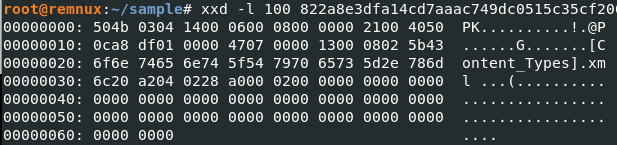 root@remnux:~/sample# xxd -l 100 822a8e3dfa14cd7aaac749dc0515c35cf20
00000000: 504b 0304 1400 0600 0800 0000 2100 4050  PK..........!.@P
00000010: 0ca8 df01 0000 4707 0000 1300 0802 5b43  ......G.......[C
00000020: 6f6e 7465 6e74 5f54 7970 6573 5d2e 786d  ontent_Types].xm
00000030: 6c20 a204 0228 a000 0200 0000 0000 0000  l ...(..........
00000040: 0000 0000 0000 0000 0000 0000 0000 0000  ................
00000050: 0000 0000 0000 0000 0000 0000 0000 0000  ................
00000060: 0000 0000                                ....